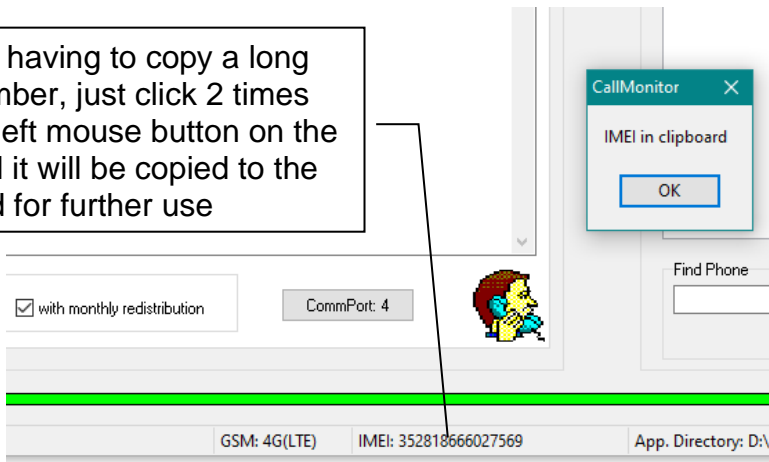 having to copy a long
mber, just click 2 times
eft mouse button on the
it will be copied to the
for further use
CallMonitor
IMEI in clipboard
OK
Find Phone
with monthly redistribution
CommPort: 4
GSM: 4G(LTE)
IMEI: 352818666027569
App. Directory: D:\